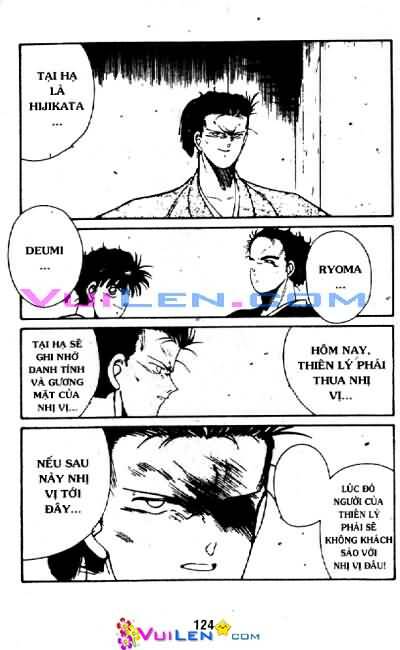 TẠI HẠ
LÀ
HIJIKATA
...
DEUMI
...
RYOMA
...
VUILEN.COM
HÔM NAY,
THIÊN LÝ PHÁI
THUA NHỊ
VỊ...
TẠI HẠ SẼ
GHI NHỚ
DANH TÍNH
VÀ GƯƠNG
MẶT CỦA
NHỊ VỊ...
NẾU SAU
NÀY NHỊ
VỊ TỚI
ĐÂY...
LÚC ĐÓ
NGƯỜI CỦA
THIÊN LÝ
PHÁI SẼ
KHÔNG KHÁCH
SÁO VỚI
NHỊ VỊ ĐÂU!
124
VUILEN.COM